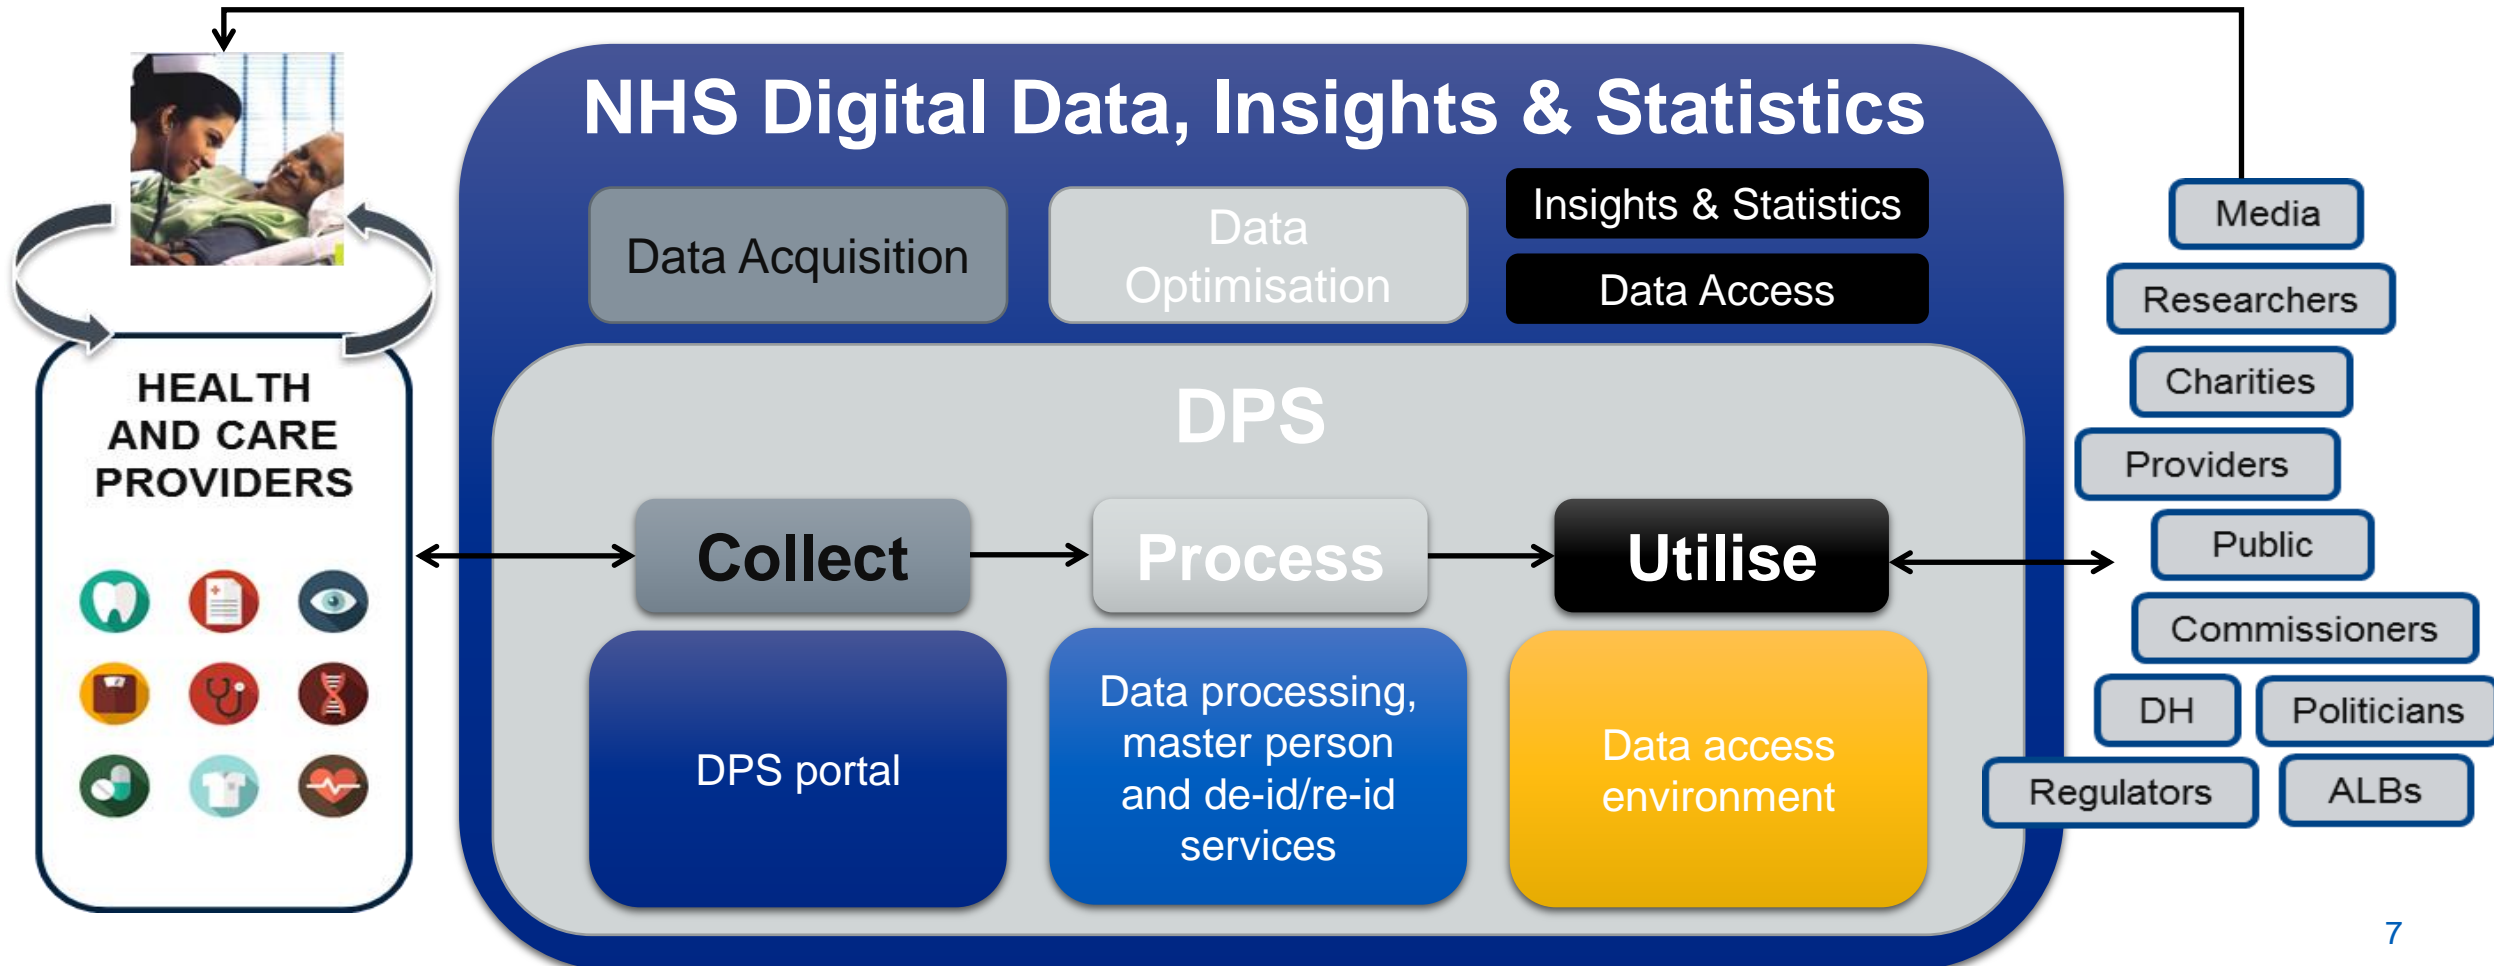 NHS Digital Data, Insights & Statistics
Data Acquisition
Data
Optimisation
Insights & Statistics
Data Access
DPS
HEALTH
AND CARE
PROVIDERS
Collect
Process
Utilise
DPS portal
Data processing,
master person
and de-id/re-id
services
Data access
environment
Media
Researchers
Charities
Providers
Public
Commissioners
DH
Politicians
Regulators
ALBs
7